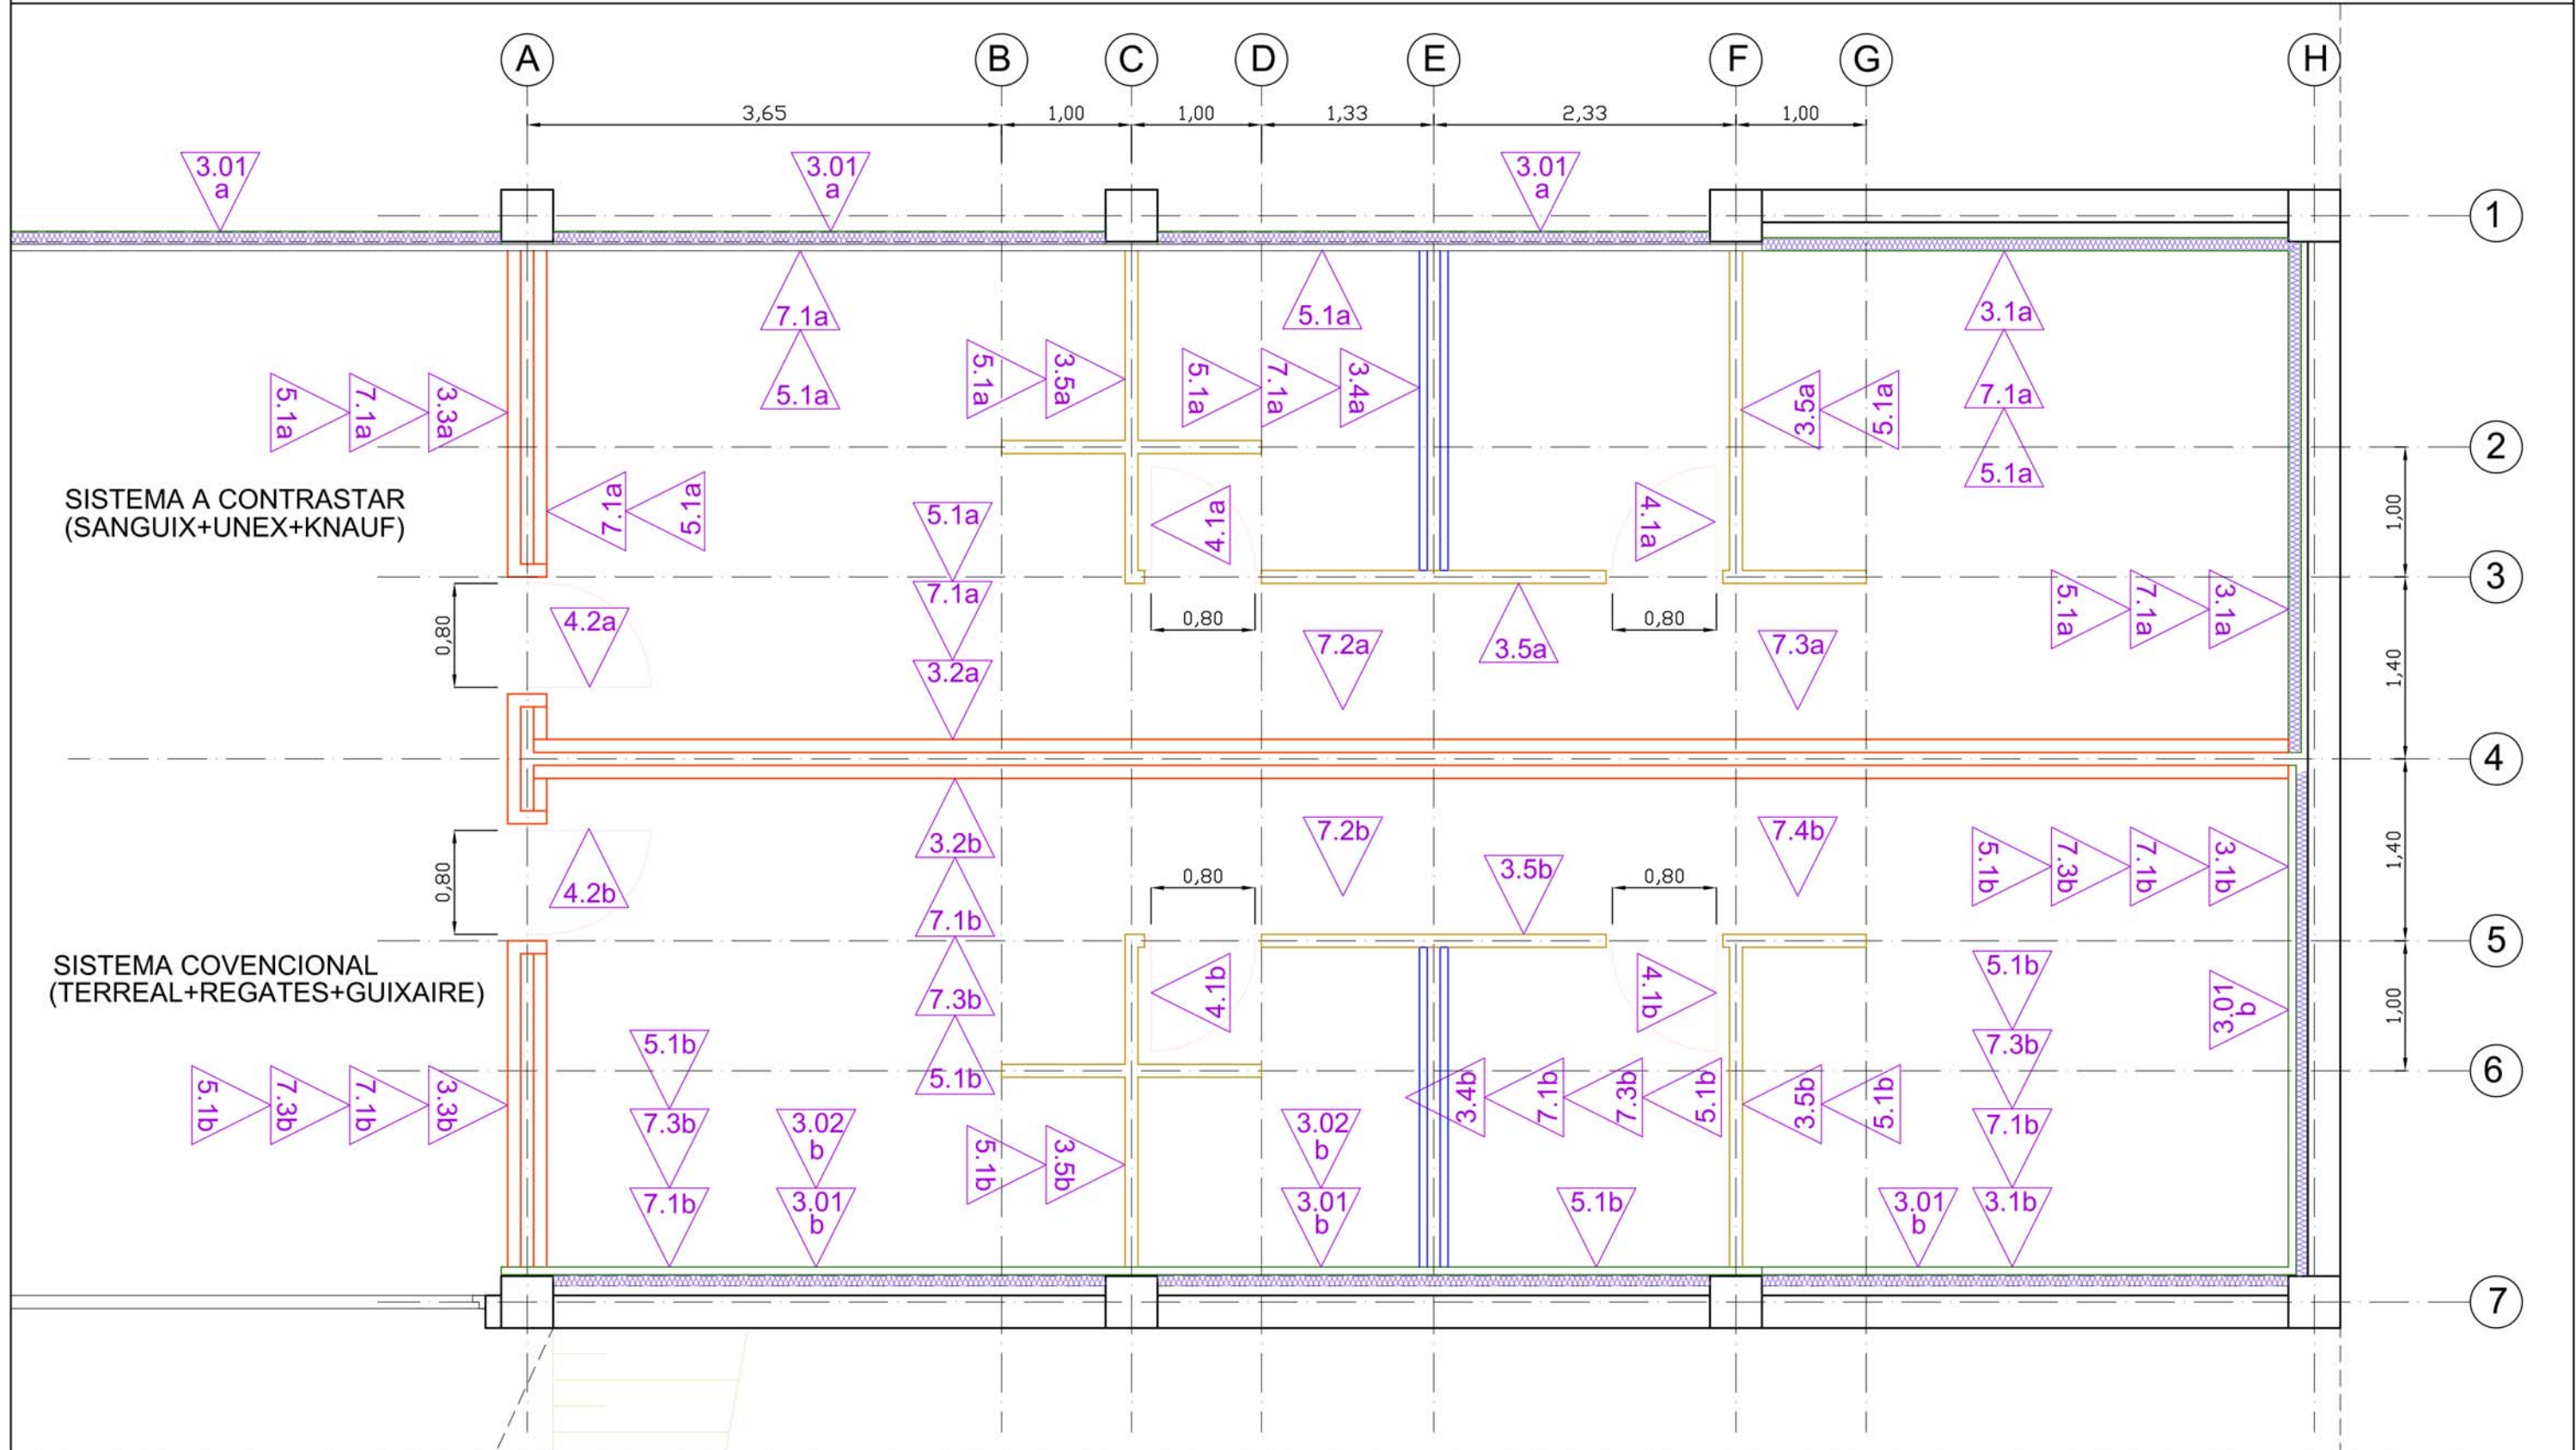 A B C D E F G H
3,65 1,00 1,00 1,33 2,33 1,00
3.01
a
3.01
a
3.01
a
1
7.1a
5.1a
5.1a
3.1a
7.1a
5.1a
5.1a
7.1a
3.3a
5.1a
3.5a
5.1a
7.1a
3.4a
3.5a
5.1a
2
SISTEMA A CONTRASTAR
(SANGUIX+UNEX+KNAUF)
7.1a
5.1a
5.1a
7.1a
3.2a
4.1a
4.1a
1,00
3
0,80
4.2a
0,80
7.2a
3.5a
0,80
7.3a
5.1a
7.1a
3.1a
1,40
4
3.2b
7.1b
7.3b
5.1b
7.2b
7.4b
3.5b
0,80
4.2b
0,80
0,80
5.1b
7.3b
7.1b
3.1b
1,40
5
SISTEMA COVENCIONAL
(TERREAL+REGATES+GUIXAIRE)
4.1b
4.1b
5.1b
7.3b
7.1b
3.1b
3.01
b
1,00
6
5.1b
7.3b
7.1b
3.3b
5.1b
7.3b
7.1b
3.02
b
3.01
b
5.1b
3.5b
3.02
b
3.01
b
3.4b
7.1b
7.3b
5.1b
3.5b
5.1b
5.1b
3.01
b
7